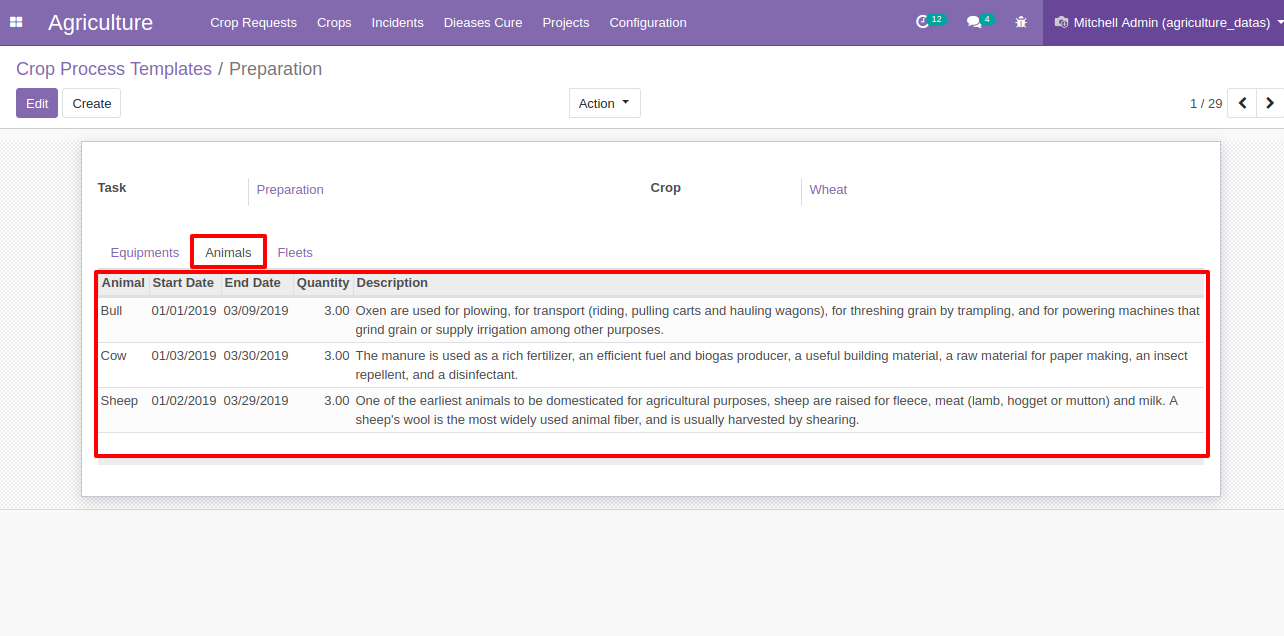 Agriculture Crop Requests Crops Incidents Dieases Cure Projects Configuration 12 4 Mitchell Admin (agriculture_datas)
Crop Process Templates / Preparation
Edit Create Action 1 / 29
Task Preparation Crop Wheat
Equipments Animals Fleets
Animal Start Date End Date Quantity Description
Bull 01/01/2019 03/09/2019 3.00 Oxen are used for plowing, for transport (riding, pulling carts and hauling wagons), for threshing grain by trampling, and for powering machines that
grind grain or supply irrigation among other purposes.
Cow 01/03/2019 03/30/2019 3.00 The manure is used as a rich fertilizer, an efficient fuel and biogas producer, a useful building material, a raw material for paper making, an insect
repellent, and a disinfectant.
Sheep 01/02/2019 03/29/2019 3.00 One of the earliest animals to be domesticated for agricultural purposes, sheep are raised for fleece, meat (lamb, hogget or mutton) and milk. A
sheep's wool is the most widely used animal fiber, and is usually harvested by shearing.